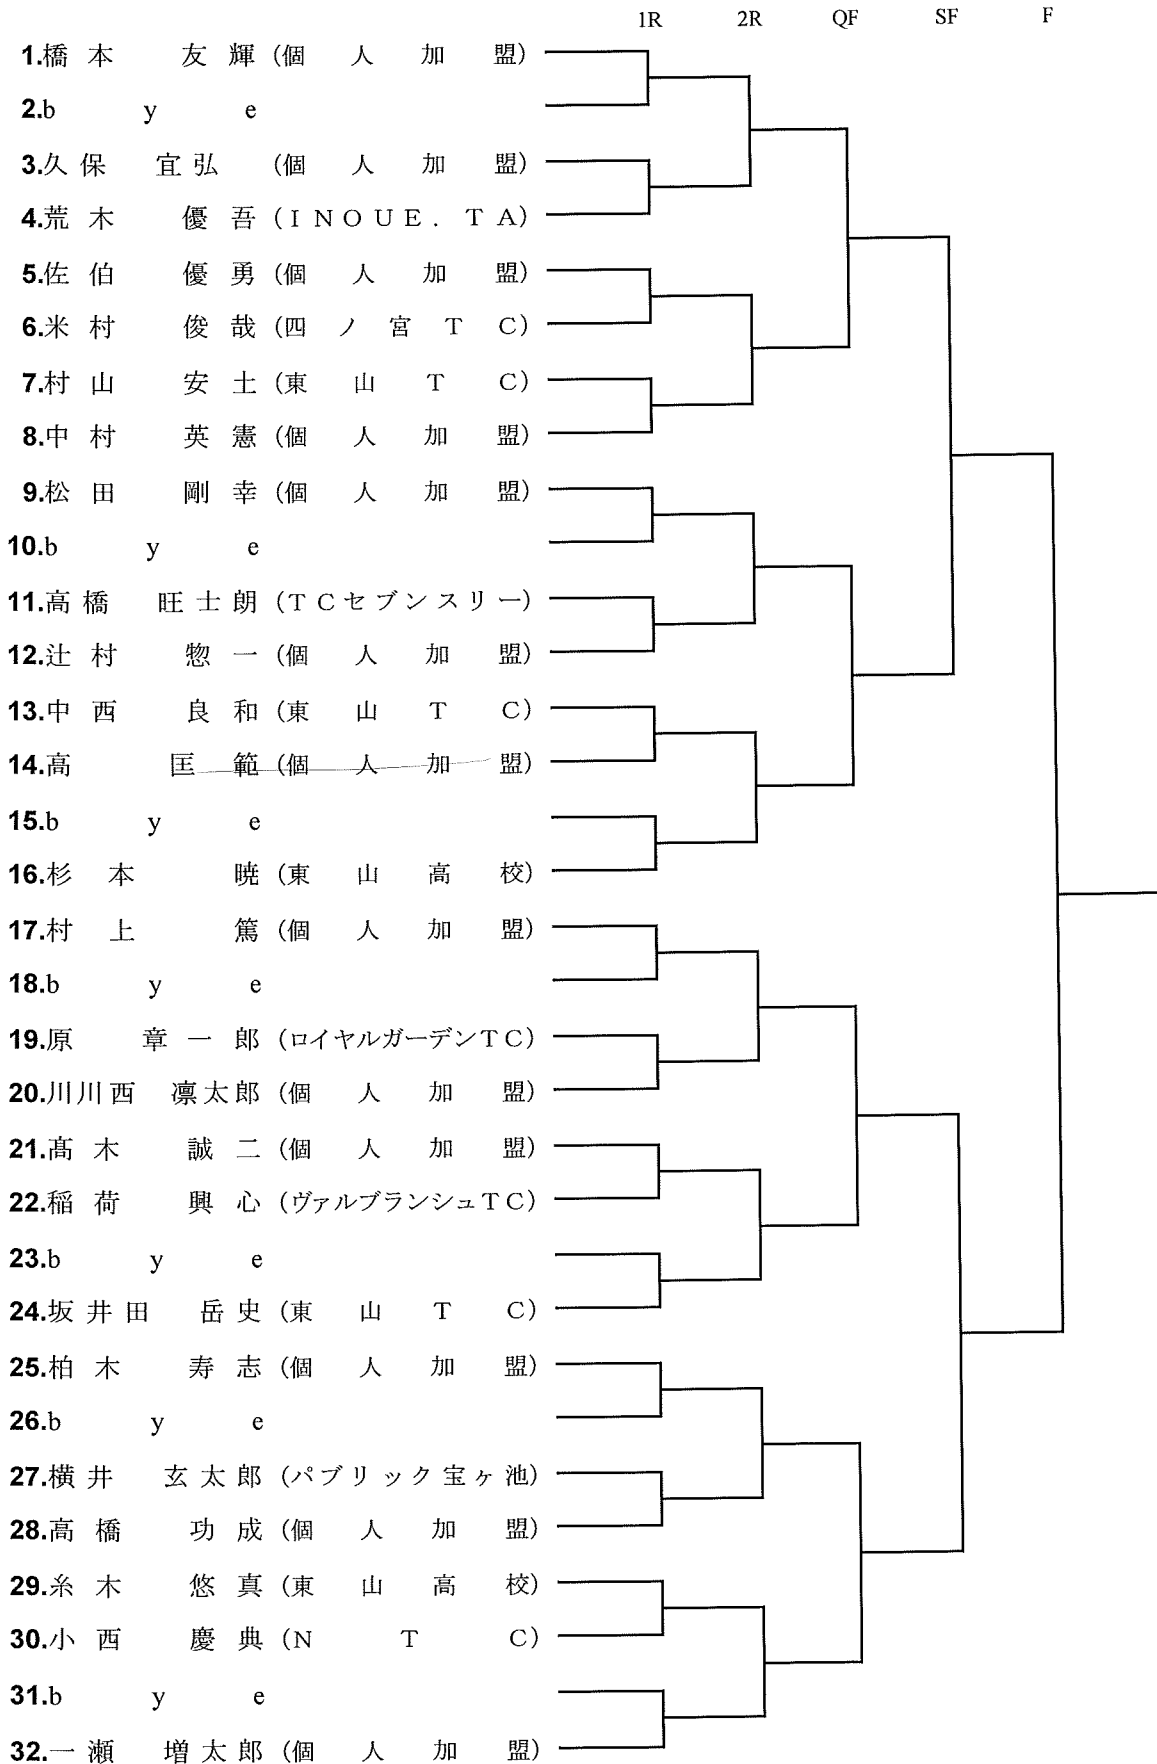 1R 2R QF SF F
1.橋本 友輝(個人加盟)
2.bye
3.久保 宜弘 (個人加盟)
4.荒木 優吾(INOUE.TA)
5.佐伯 優勇(個人加盟)
6.米村 俊哉(四ノ宮TC)
7.村山 安土(東山TC)
8.中村 英憲(個人加盟)
9.松田 剛幸(個人加盟)
10.bye
11.高橋 旺士朗(TCセブンスリー)
12.辻村 惣一(個人加盟)
13.中西 良和(東山TC)
14.高 匡範(個人加盟)
15.bye
16.杉本 暁(東山高校)
17.村上 篤(個人加盟)
18.bye
19.原 章一郎(ロイヤルガーデンTC)
20.川川西 凛太郎(個人加盟)
21.髙木 誠二(個人加盟)
22.稲荷 興心(ヴァルブランシュTC)
23.bye
24.坂井田 岳史(東山TC)
25.柏木 寿志(個人加盟)
26.bye
27.横井 玄太郎(パブリック宝ヶ池)
28.高橋 功成(個人加盟)
29.糸木 悠真(東山高校)
30.小西 慶典(NTC)
31.bye
32.一瀬 増太郎(個人加盟)